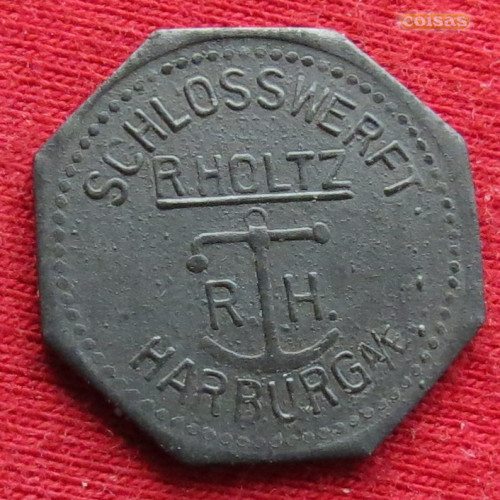 coisas
SCHLOSSWERFT
R. HOLTZ
R. H.
HARBURG A/E.